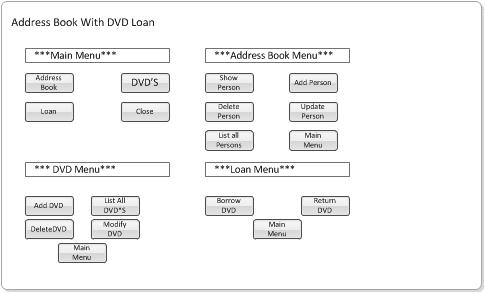 Address Book With DVD Loan
***Main Menu***
Address
Book
DVD'S
Loan
Close
***Address Book Menu***
Show
Person
Add Person
Delete
Person
Update
Person
List all
Persons
Main
Menu
*** DVD Menu***
Add DVD
List All
DVD"S
DeleteDVD
Modify
DVD
Main
Menu
***Loan Menu***
Borrow
DVD
Return
DVD
Main
Menu